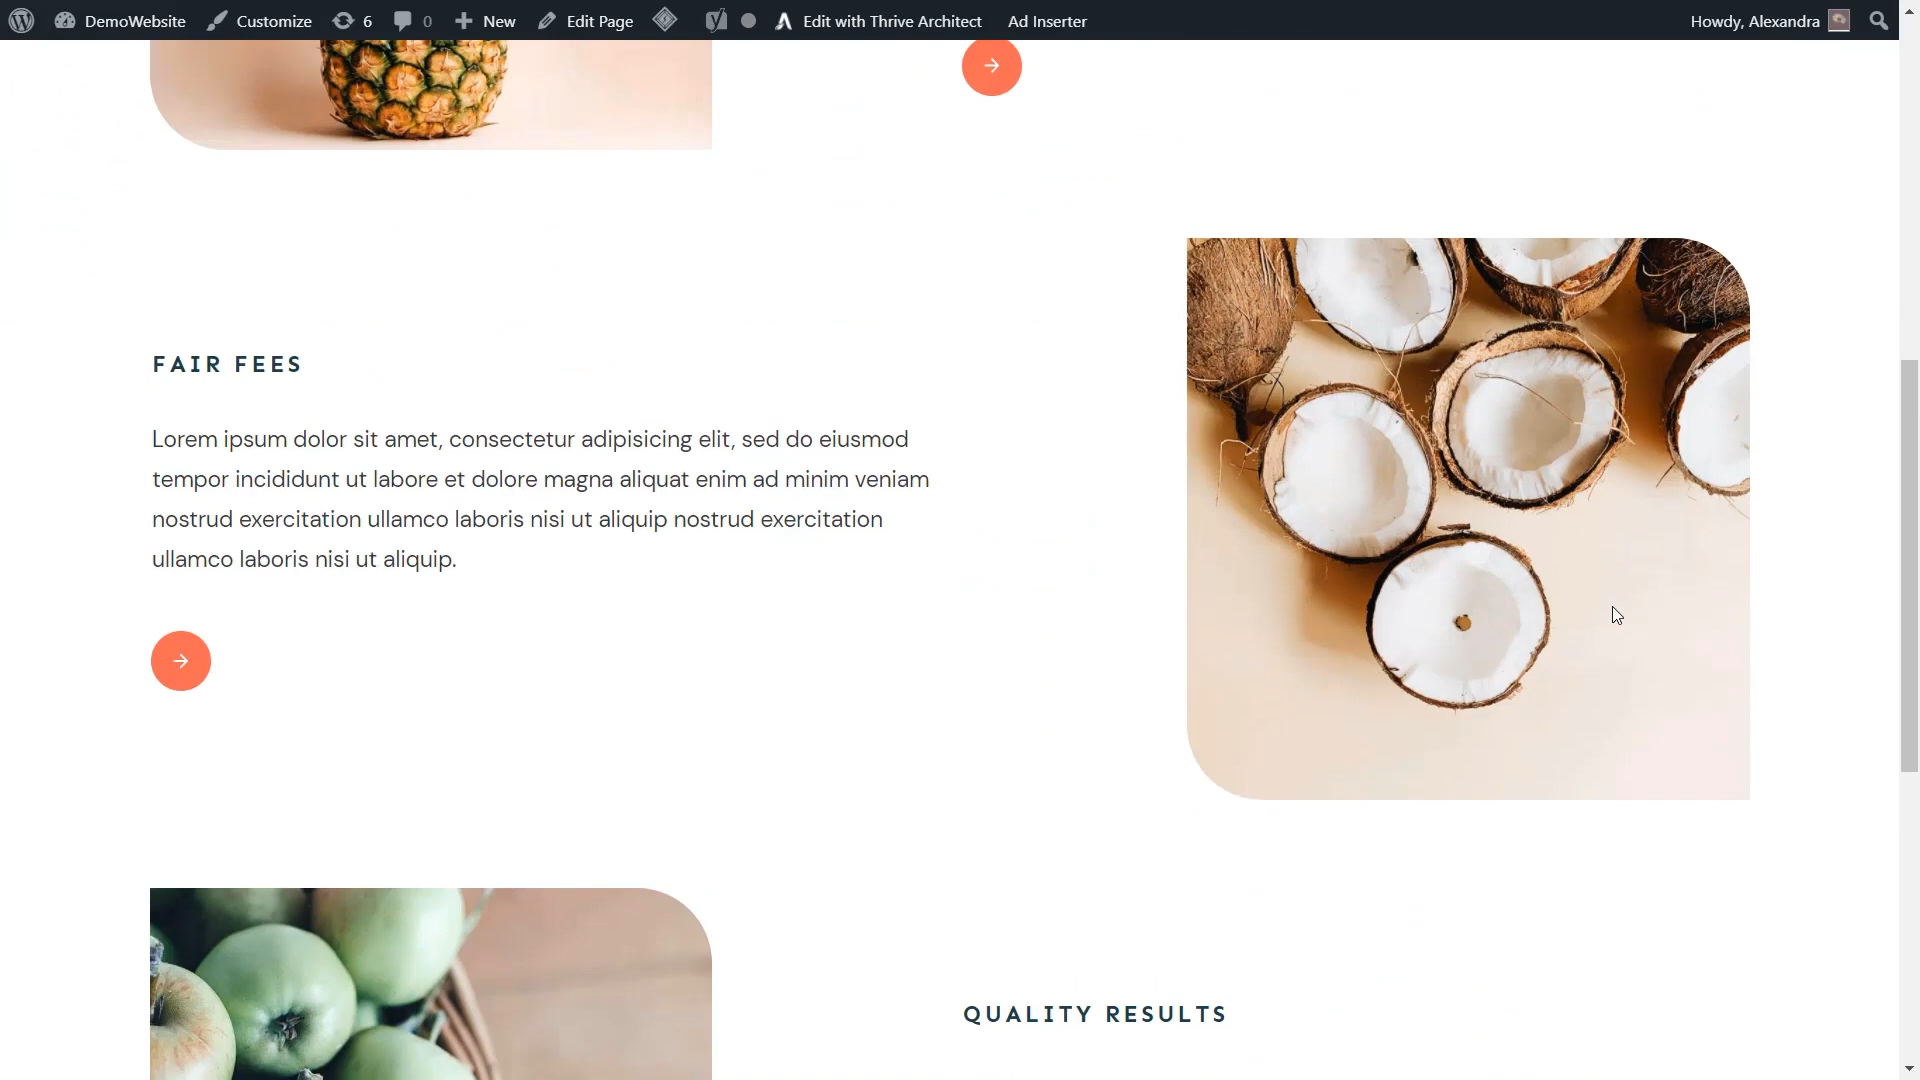 DemoWebsite Customize 6 0 New Edit Page Edit with Thrive Architect Ad Inserter Howdy, Alexandra
FAIR FEES
Lorem ipsum dolor sit amet, consectetur adipisicing elit, sed do eiusmod
tempor incididunt ut labore et dolore magna aliquat enim ad minim veniam
nostrud exercitation ullamco laboris nisi ut aliquip nostrud exercitation
ullamco laboris nisi ut aliquip.
QUALITY RESULTS